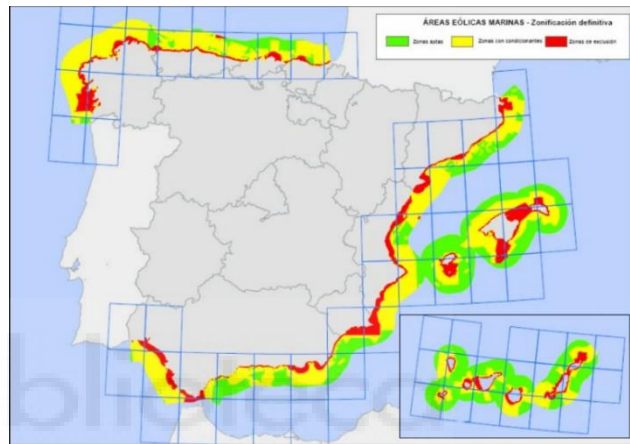 ÁREAS EÓLICAS MARINAS - Zonificación definitiva
Zonas aptas
Zonas con condicionantes
Zonas de exclusión